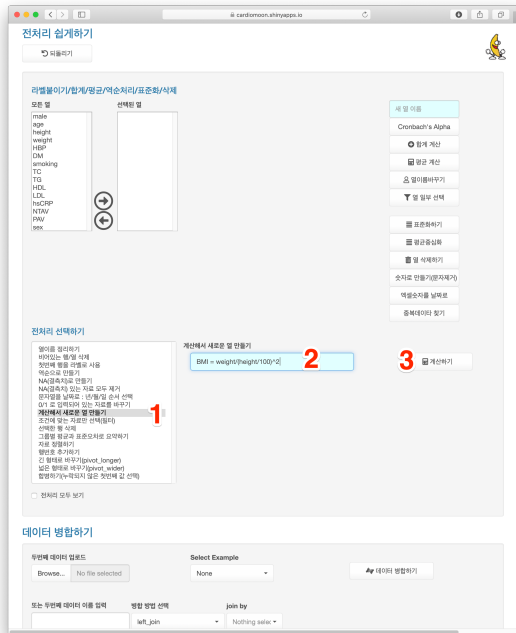 cardiomoon.shinyapps.io
전처리 쉽게하기
되돌리기
라벨붙이기/합계/평균/역순처리/표준화/삭제
모든 열
선택된 열
male
age
height
weight
HBP
DM
smoking
TC
TG
HDL
LDL
hsCRP
NTAV
PAV
sex
새 열 이름
Cronbach's Alpha
합계 계산
평균 계산
열이름바꾸기
열 일부 선택
표준화하기
평균중심화
열 삭제하기
숫자로 만들기(문자제거)
엑셀숫자를 날짜로
중복데이타 찾기
전처리 선택하기
열이름 정리하기
비어있는 행/열 삭제
첫번째 행을 라벨로 사용
역순으로 만들기
NA(결측치)로 만들기
NA(결측치) 있는 자료 모두 제거
문자열을 날짜로 : 년/월/일 순서 선택
0/1 로 입력되어 있는 자료를 바꾸기
계산해서 새로운 열 만들기
조건에 맞는 자료만 선택(필터)
선택한 행 삭제
그룹별 평균과 표준오차로 요약하기
자료 정렬하기
행번호 추가하기
긴 형태로 바꾸기(pivot_longer)
넓은 형태로 바꾸기(pivot_wider)
합병하기(누락되지 않은 첫번째 값 선택)
1
계산해서 새로운 열 만들기
BMI = weight/(height/100)^2
2
3
계산하기
전처리 모두 보기
데이터 병합하기
두번째 데이터 업로드
Browse...
No file selected
Select Example
None
데이터 병합하기
또는 두번째 데이터 이름 입력
병합 방법 선택
left_join
join by
Nothing selec